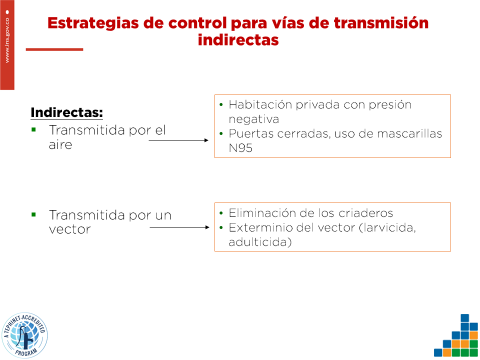 www.ins.gov.co
Estrategias de control para vías de transmisión
indirectas
Indirectas:
▪ Transmitida por el
aire
• Habitación privada con presión
negativa
• Puertas cerradas, uso de mascarillas
N95
▪ Transmitida por un
vector
• Eliminación de los criaderos
• Exterminio del vector (larvicida,
adulticida)
A TEPHINET ACCREDITED
PROGRAM